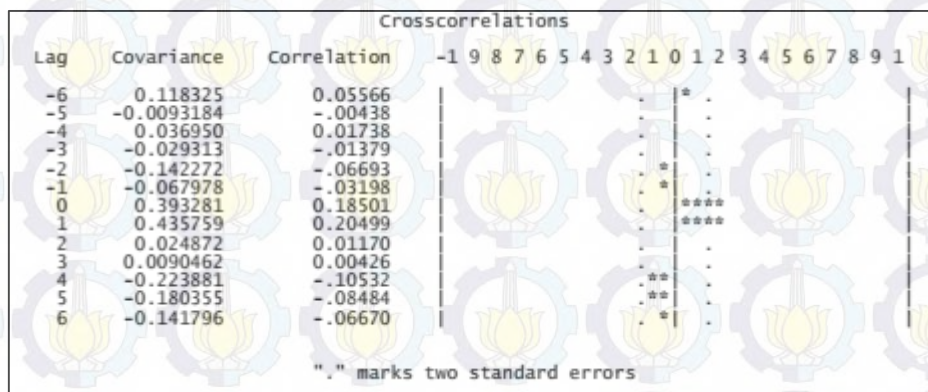 Crosscorrelations
Lag Covariance Correlation -1 9 8 7 6 5 4 3 2 1 0 1 2 3 4 5 6 7 8 9 1
-6 0.118325 0.05566 | . |* . |
-5 -0.0093184 -.00438 | . | . |
-4 0.036950 0.01738 | . | . |
-3 -0.029313 -.01379 | . | . |
-2 -0.142272 -.06693 | . *| . |
-1 -0.067978 -.03198 | . *| . |
0 0.393281 0.18501 | . |**** |
1 0.435759 0.20499 | . |**** |
2 0.024872 0.01170 | . | . |
3 0.0090462 0.00426 | . | . |
4 -0.223881 -.10532 | .**| . |
5 -0.180355 -.08484 | .**| . |
6 -0.141796 -.06670 | . *| . |
"." marks two standard errors